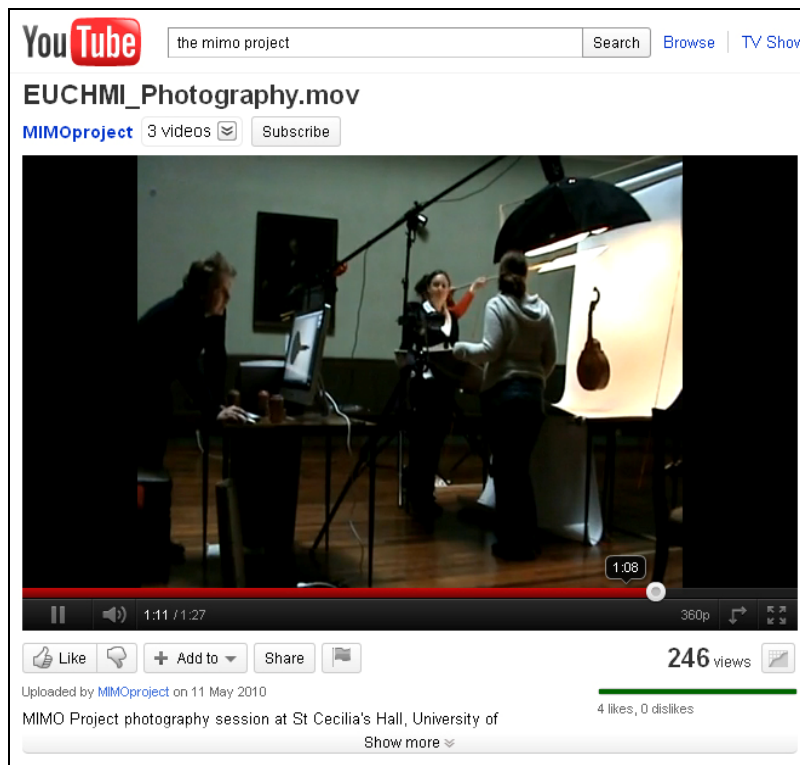 YouTube the mimo project Search Browse TV Show
EUCHMI_Photography.mov
MIMOproject 3 videos Subscribe
1:08
1:11 / 1:27 360p
Like Add to Share 246 views
Uploaded by MIMOproject on 11 May 2010
4 likes, 0 dislikes
MIMO Project photography session at St Cecilia's Hall, University of
Show more